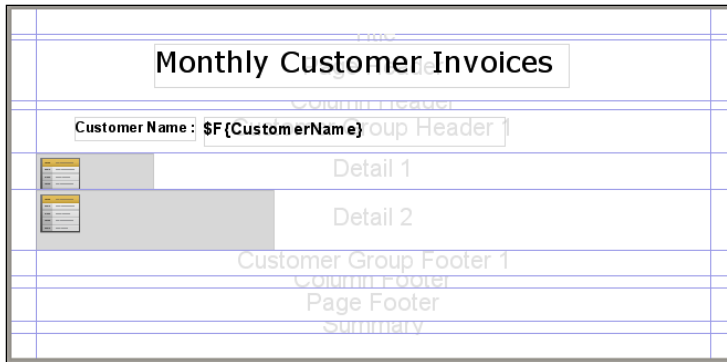 Title
Monthly Customer Invoices
Page Header
Column Header
Customer Name : $F{CustomerName}
Customer Group Header 1
Detail 1
Detail 2
Customer Group Footer 1
Column Footer
Page Footer
Summary